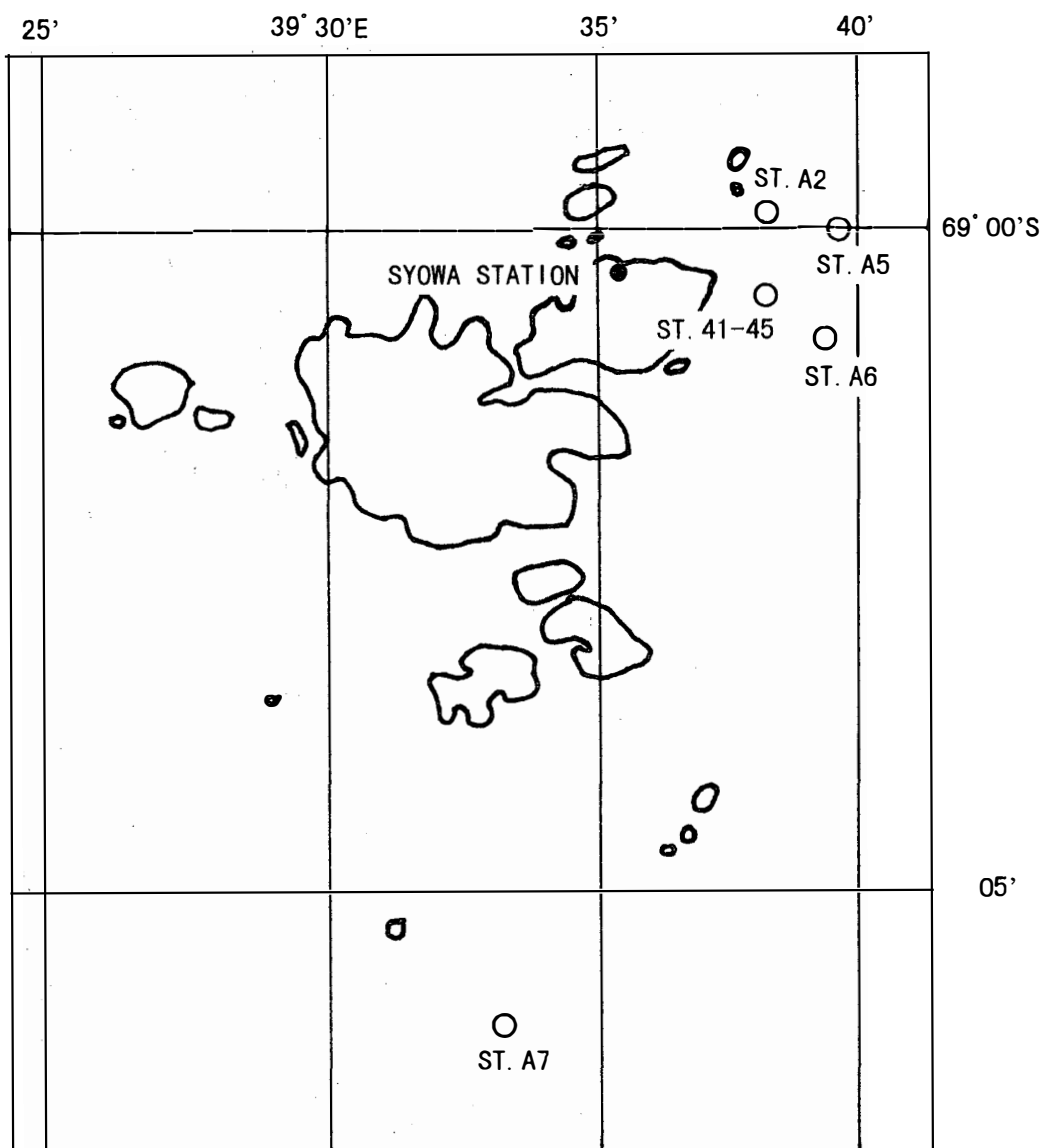 25' 39°30'E 35' 40'
ST. A2
69°00'S
ST. A5
SYOWA STATION
ST. 41-45
ST. A6
05'
ST. A7